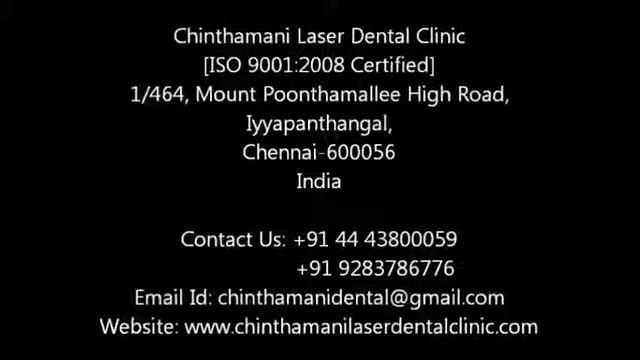 Chinthamani Laser Dental Clinic
[ISO 9001:2008 Certified]
1/464, Mount Poonthamallee High Road,
Iyyapanthangal,
Chennai-600056
India
Contact Us: +91 44 43800059
+91 9283786776
Email Id: chinthamanidental@gmail.com
Website: www.chinthamanilaserdentalclinic.com